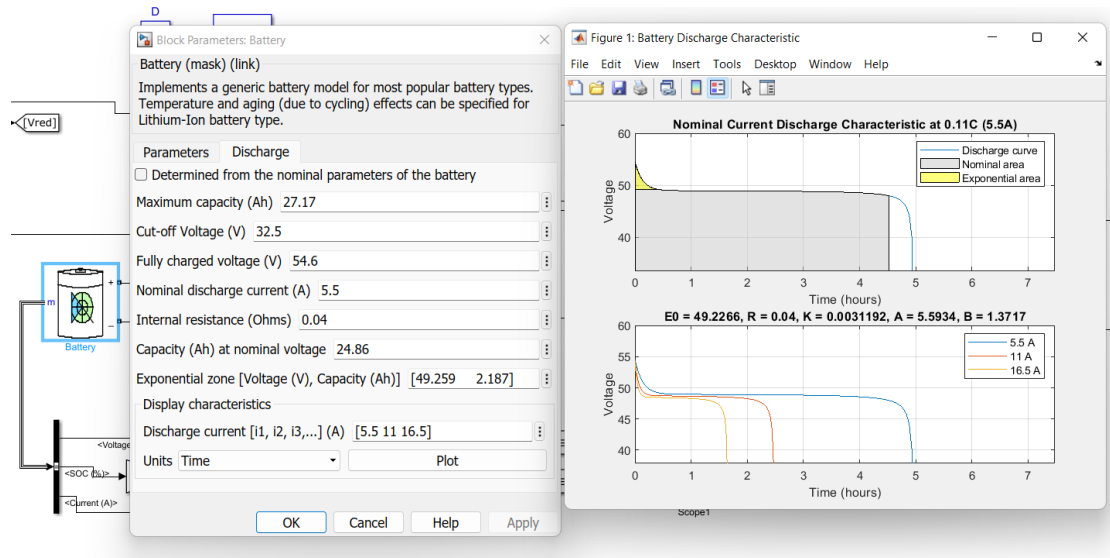 D
[Vred]
m
+
_
Battery
<Voltage
<SOC (%)>
<Current (A)>
Block Parameters: Battery
Battery (mask) (link)
Implements a generic battery model for most popular battery types.
Temperature and aging (due to cycling) effects can be specified for
Lithium-Ion battery type.
Parameters Discharge
Determined from the nominal parameters of the battery
Maximum capacity (Ah) 27.17
Cut-off Voltage (V) 32.5
Fully charged voltage (V) 54.6
Nominal discharge current (A) 5.5
Internal resistance (Ohms) 0.04
Capacity (Ah) at nominal voltage 24.86
Exponential zone [Voltage (V), Capacity (Ah)] [49.259 2.187]
Display characteristics
Discharge current [i1, i2, i3,...] (A) [5.5 11 16.5]
Units Time Plot
OK Cancel Help Apply
Figure 1: Battery Discharge Characteristic
File Edit View Insert Tools Desktop Window Help
Nominal Current Discharge Characteristic at 0.11C (5.5A)
60
50
40
Voltage
Discharge curve
Nominal area
Exponential area
0 1 2 3 4 5 6 7
Time (hours)
E0 = 49.2266, R = 0.04, K = 0.0031192, A = 5.5934, B = 1.3717
60
55
50
45
40
Voltage
5.5 A
11 A
16.5 A
0 1 2 3 4 5 6 7
Time (hours)
Scope1